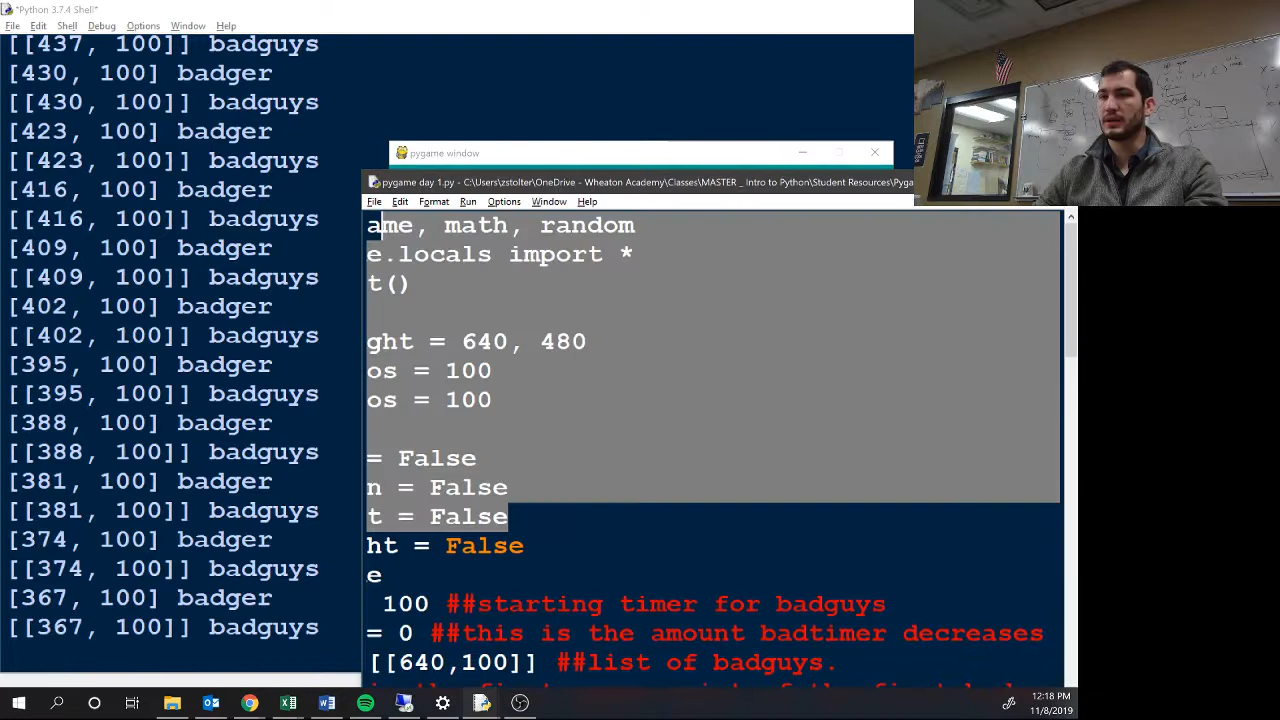 *Python 3.7.4 Shell*
File Edit Shell Debug Options Window Help
[[437, 100]] badguys
[430, 100] badger
[[430, 100]] badguys
[423, 100] badger
[[423, 100]] badguys
[416, 100] badger
[[416, 100]] badguys
[409, 100] badger
[[409, 100]] badguys
[402, 100] badger
[[402, 100]] badguys
[395, 100] badger
[[395, 100]] badguys
[388, 100] badger
[[388, 100]] badguys
[381, 100] badger
[[381, 100]] badguys
[374, 100] badger
[[374, 100]] badguys
[367, 100] badger
[[367, 100]] badguys
pygame window
pygame day 1.py - C:\Users\zstolter\OneDrive - Wheaton Academy\Classes\MASTER _ Intro to Python\Student Resources\Pyga
File Edit Format Run Options Window Help
ame, math, random
e.locals import *
t()
ght = 640, 480
os = 100
os = 100
= False
n = False
t = False
ht = False
e
100 ##starting timer for badguys
= 0 ##this is the amount badtimer decreases
[[640,100]] ##list of badguys.
12:18 PM
11/8/2019